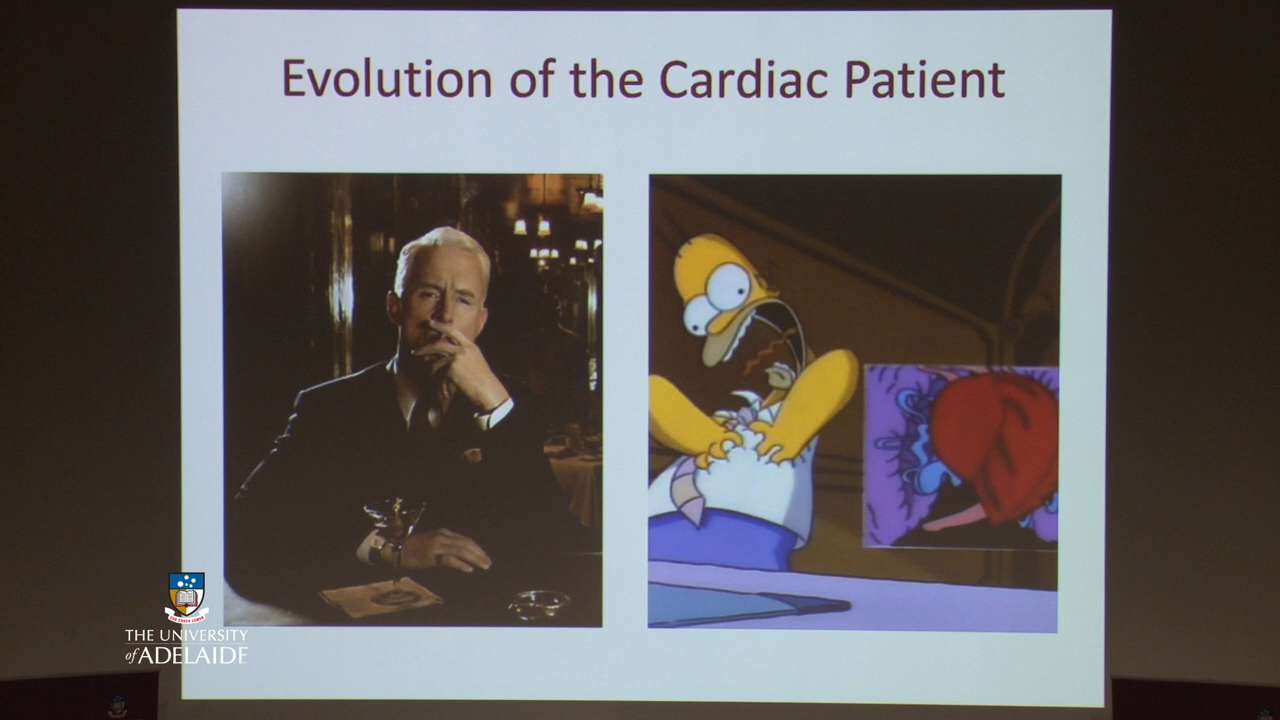 Evolution of the Cardiac Patient
THE UNIVERSITY
of ADELAIDE